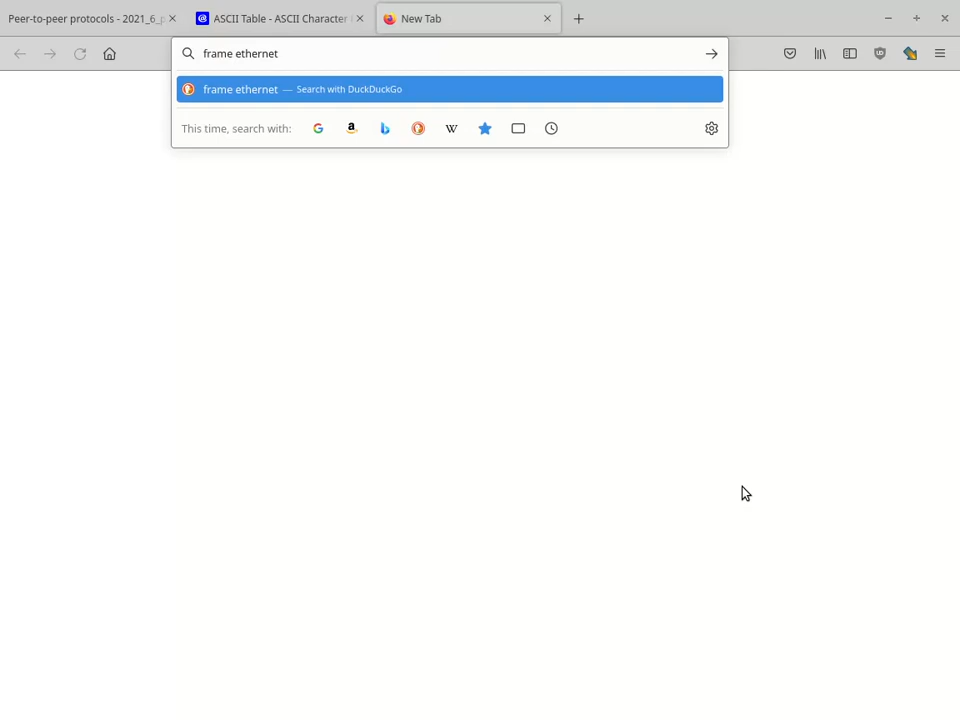 Peer-to-peer protocols - 2021_6_p
ASCII Table - ASCII Character
New Tab
frame ethernet
frame ethernet — Search with DuckDuckGo
This time, search with: